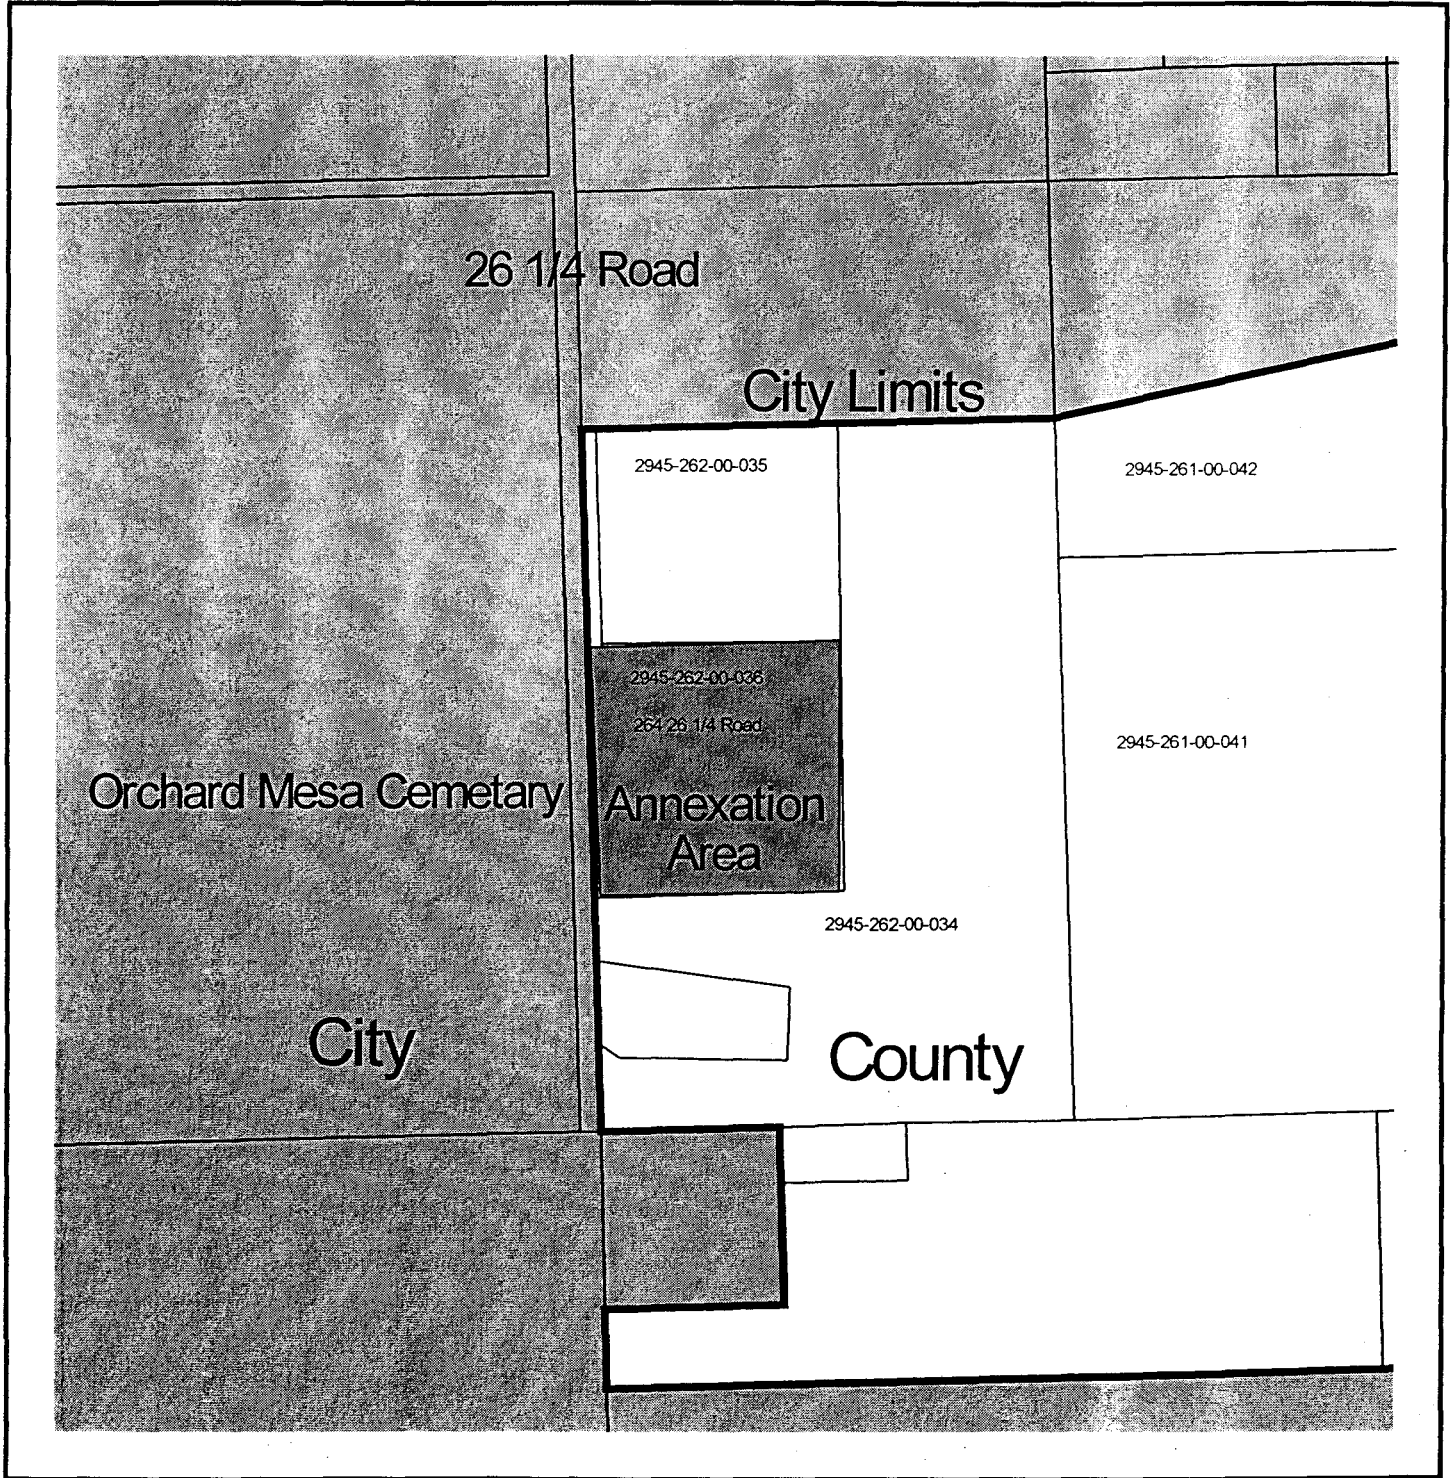 26 1/4 Road
City Limits
2945-262-00-035
2945-261-00-042
2945-262-00-036
264 26 1/4 Road
2945-261-00-041
Orchard Mesa Cemetary
Annexation
Area
2945-262-00-034
City
County